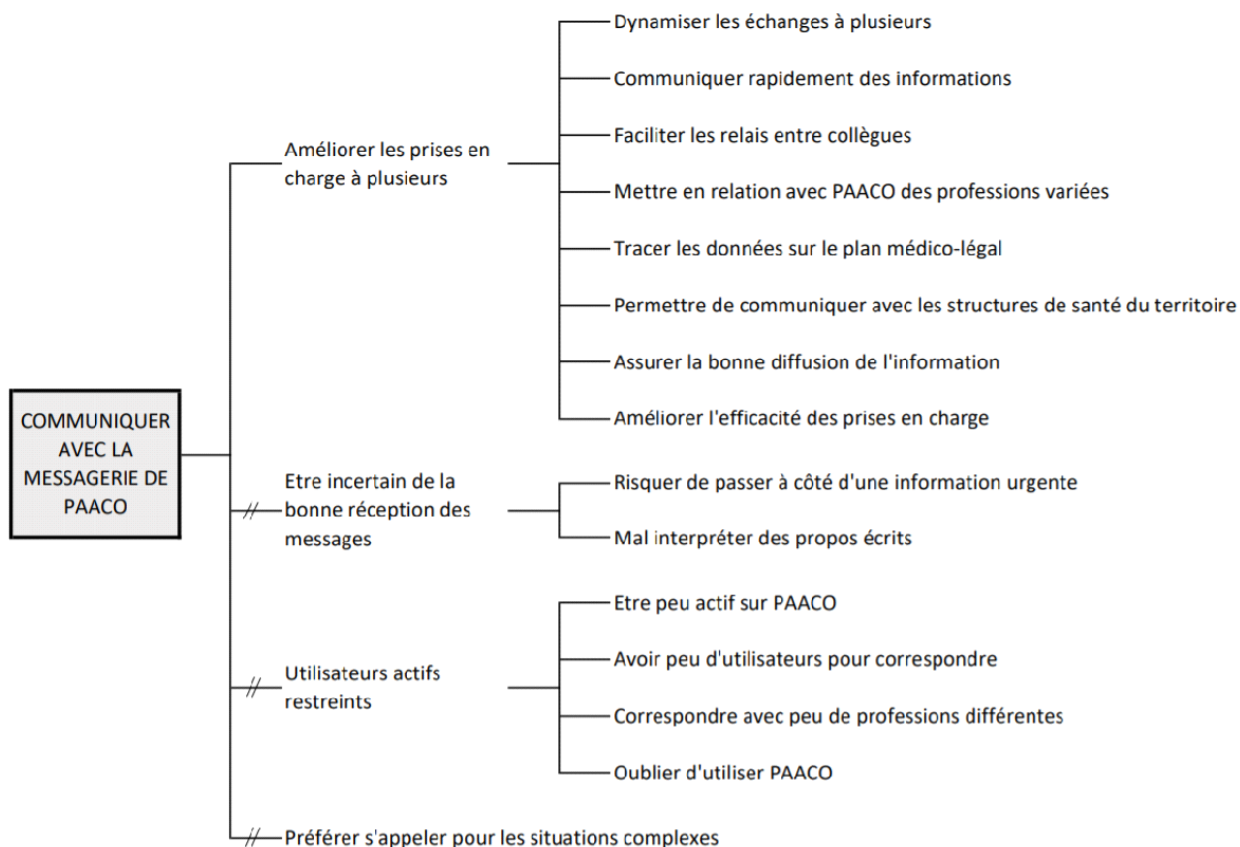 COMMUNIQUER
AVEC LA
MESSAGERIE DE
PAACO
Améliorer les prises en
charge à plusieurs
Dynamiser les échanges à plusieurs
Communiquer rapidement des informations
Faciliter les relais entre collègues
Mettre en relation avec PAACO des professions variées
Tracer les données sur le plan médico-légal
Permettre de communiquer avec les structures de santé du territoire
Assurer la bonne diffusion de l'information
Améliorer l'efficacité des prises en charge
Etre incertain de la
bonne réception des
messages
Risquer de passer à côté d'une information urgente
Mal interpréter des propos écrits
Utilisateurs actifs
restreints
Etre peu actif sur PAACO
Avoir peu d'utilisateurs pour correspondre
Correspondre avec peu de professions différentes
Oublier d'utiliser PAACO
Préférer s'appeler pour les situations complexes